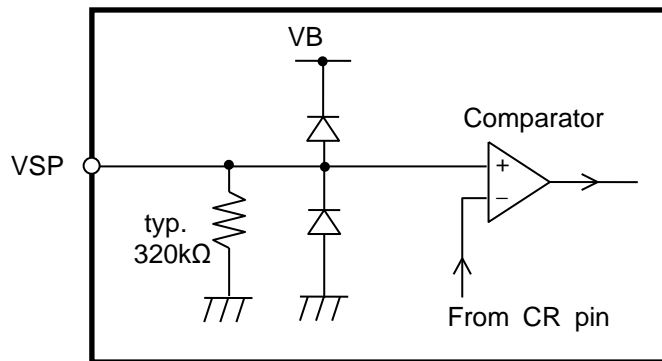 VB
Comparator
VSP
+
−
typ.
320kΩ
From CR pin